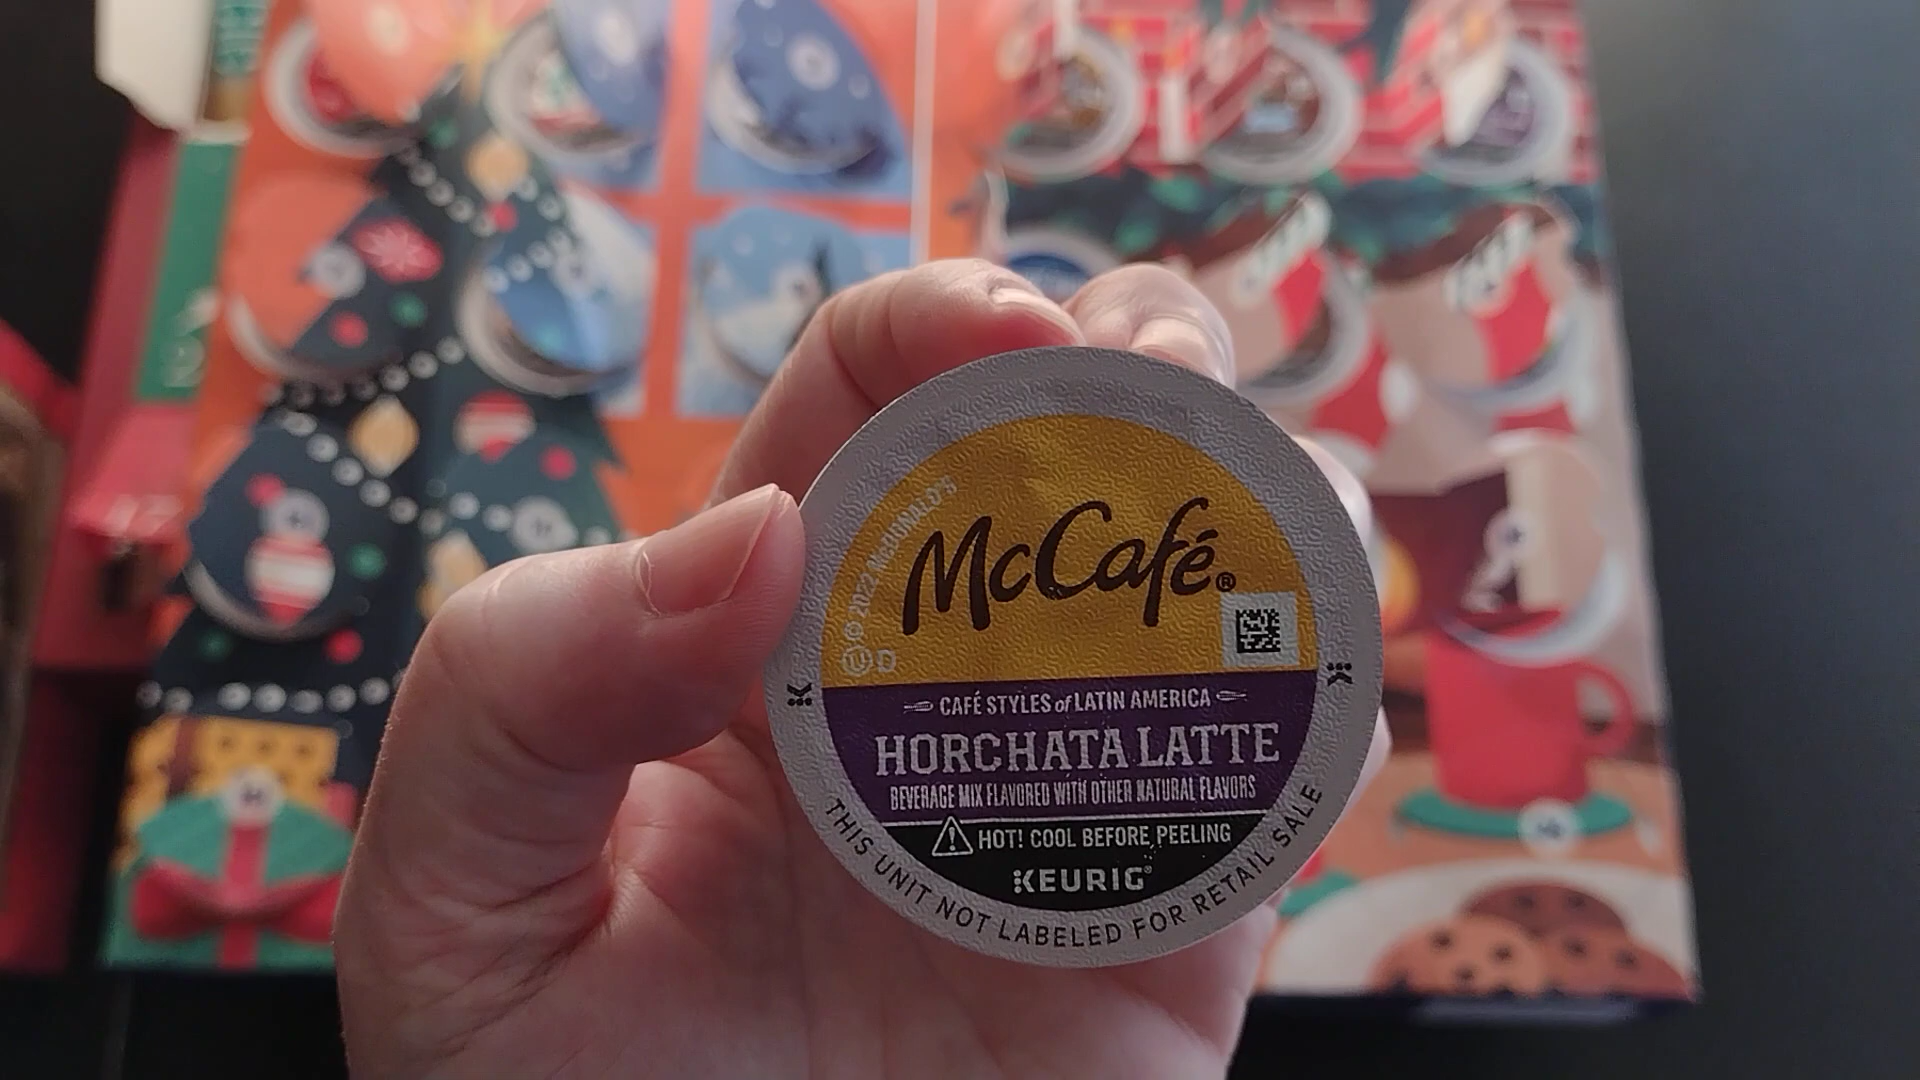 McCafé®
© 2022 McDONALD'S
U D
CAFÉ STYLES of LATIN AMERICA
HORCHATA LATTE
BEVERAGE MIX FLAVORED WITH OTHER NATURAL FLAVORS
HOT! COOL BEFORE PEELING
KEURIG®
THIS UNIT NOT LABELED FOR RETAIL SALE